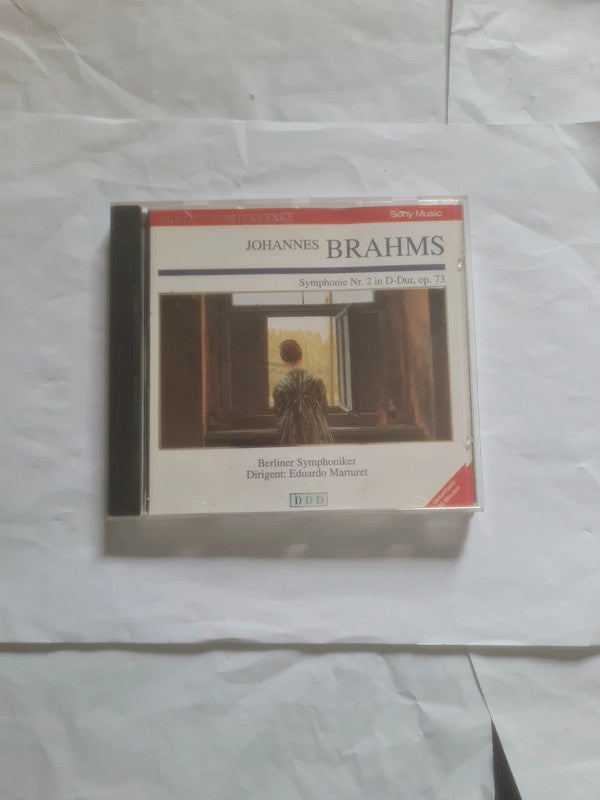 MEISTERWERKE
Sony Music
JOHANNES BRAHMS
Symphonie Nr. 2 in D-Dur, op. 73
Berliner Symphoniker
Dirigent: Eduardo Marturet
DDD